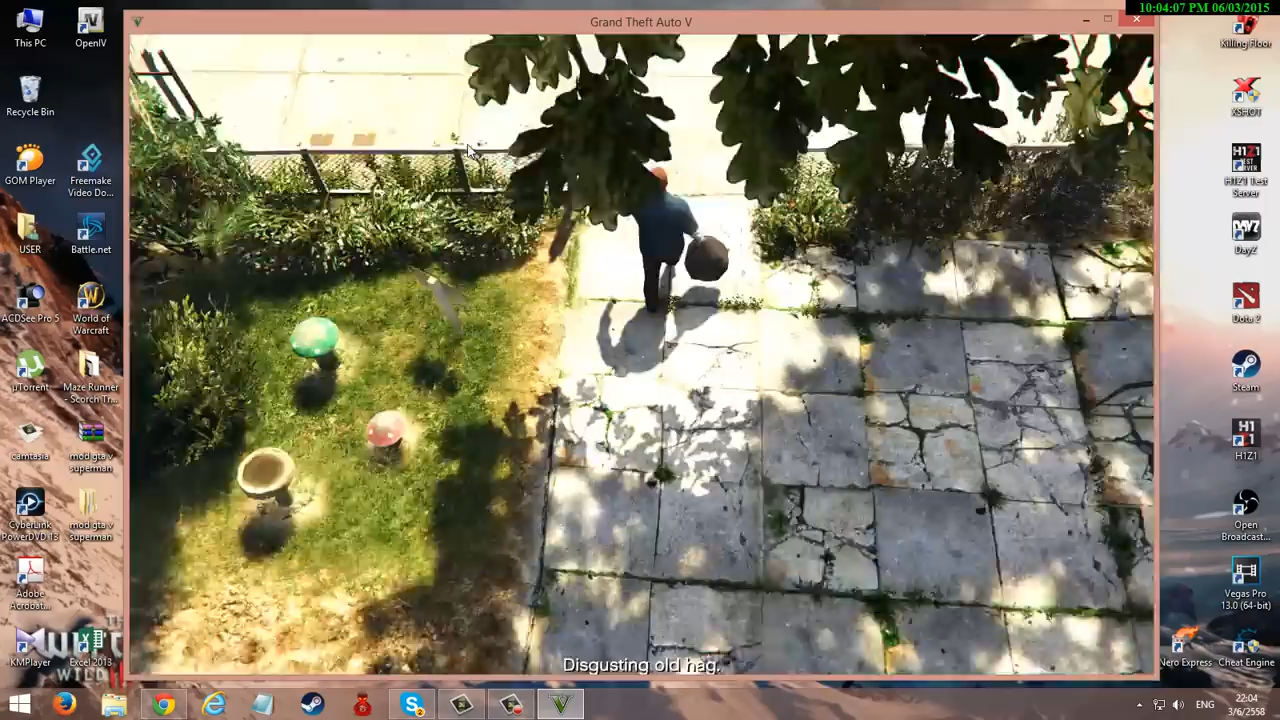 10:04:07 PM 06/03/2015
Grand Theft Auto V
This PC
OpenIV
Recycle Bin
GOM Player
Freemake
Video Do...
USER
Battle.net
ACDSee Pro 5
World of
Warcraft
µTorrent
Maze Runner
- Scorch Tr...
camtasia
mod gta v
superman
CyberLink
PowerDVD 13
mod gta v
superman
Adobe
Acrobat...
KMPlayer
Excel 2013
Killing Floor
XSHOT
H1Z1 Test
Server
DayZ
Dota 2
Steam
H1Z1
Open
Broadcast...
Vegas Pro
13.0 (64-bit)
Nero Express
Cheat Engine
Disgusting old hag.
ENG
22:04
3/6/2558